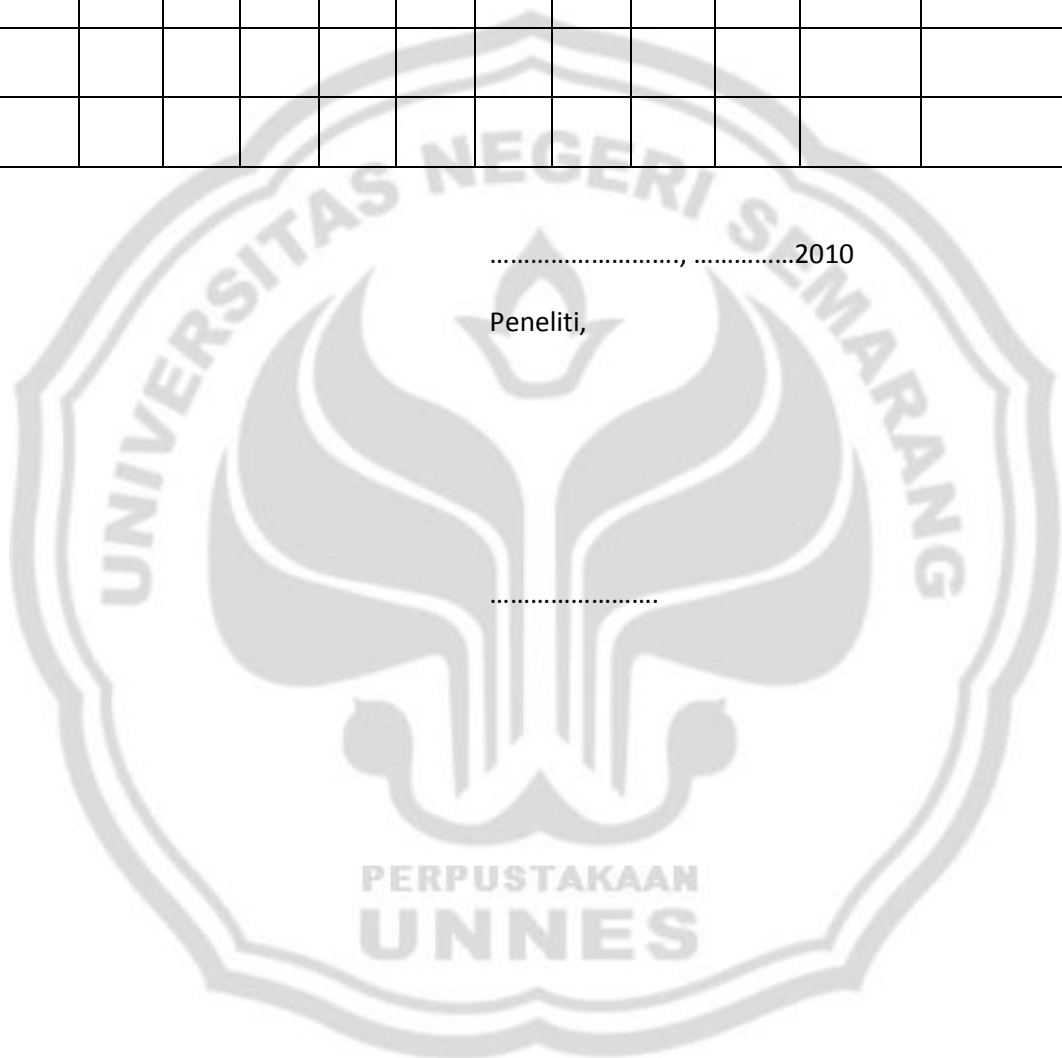 UNIVERSITAS NEGERI SEMARANG
…………………….…., ……………2010
Peneliti,
…………………….
PERPUSTAKAAN
UNNES